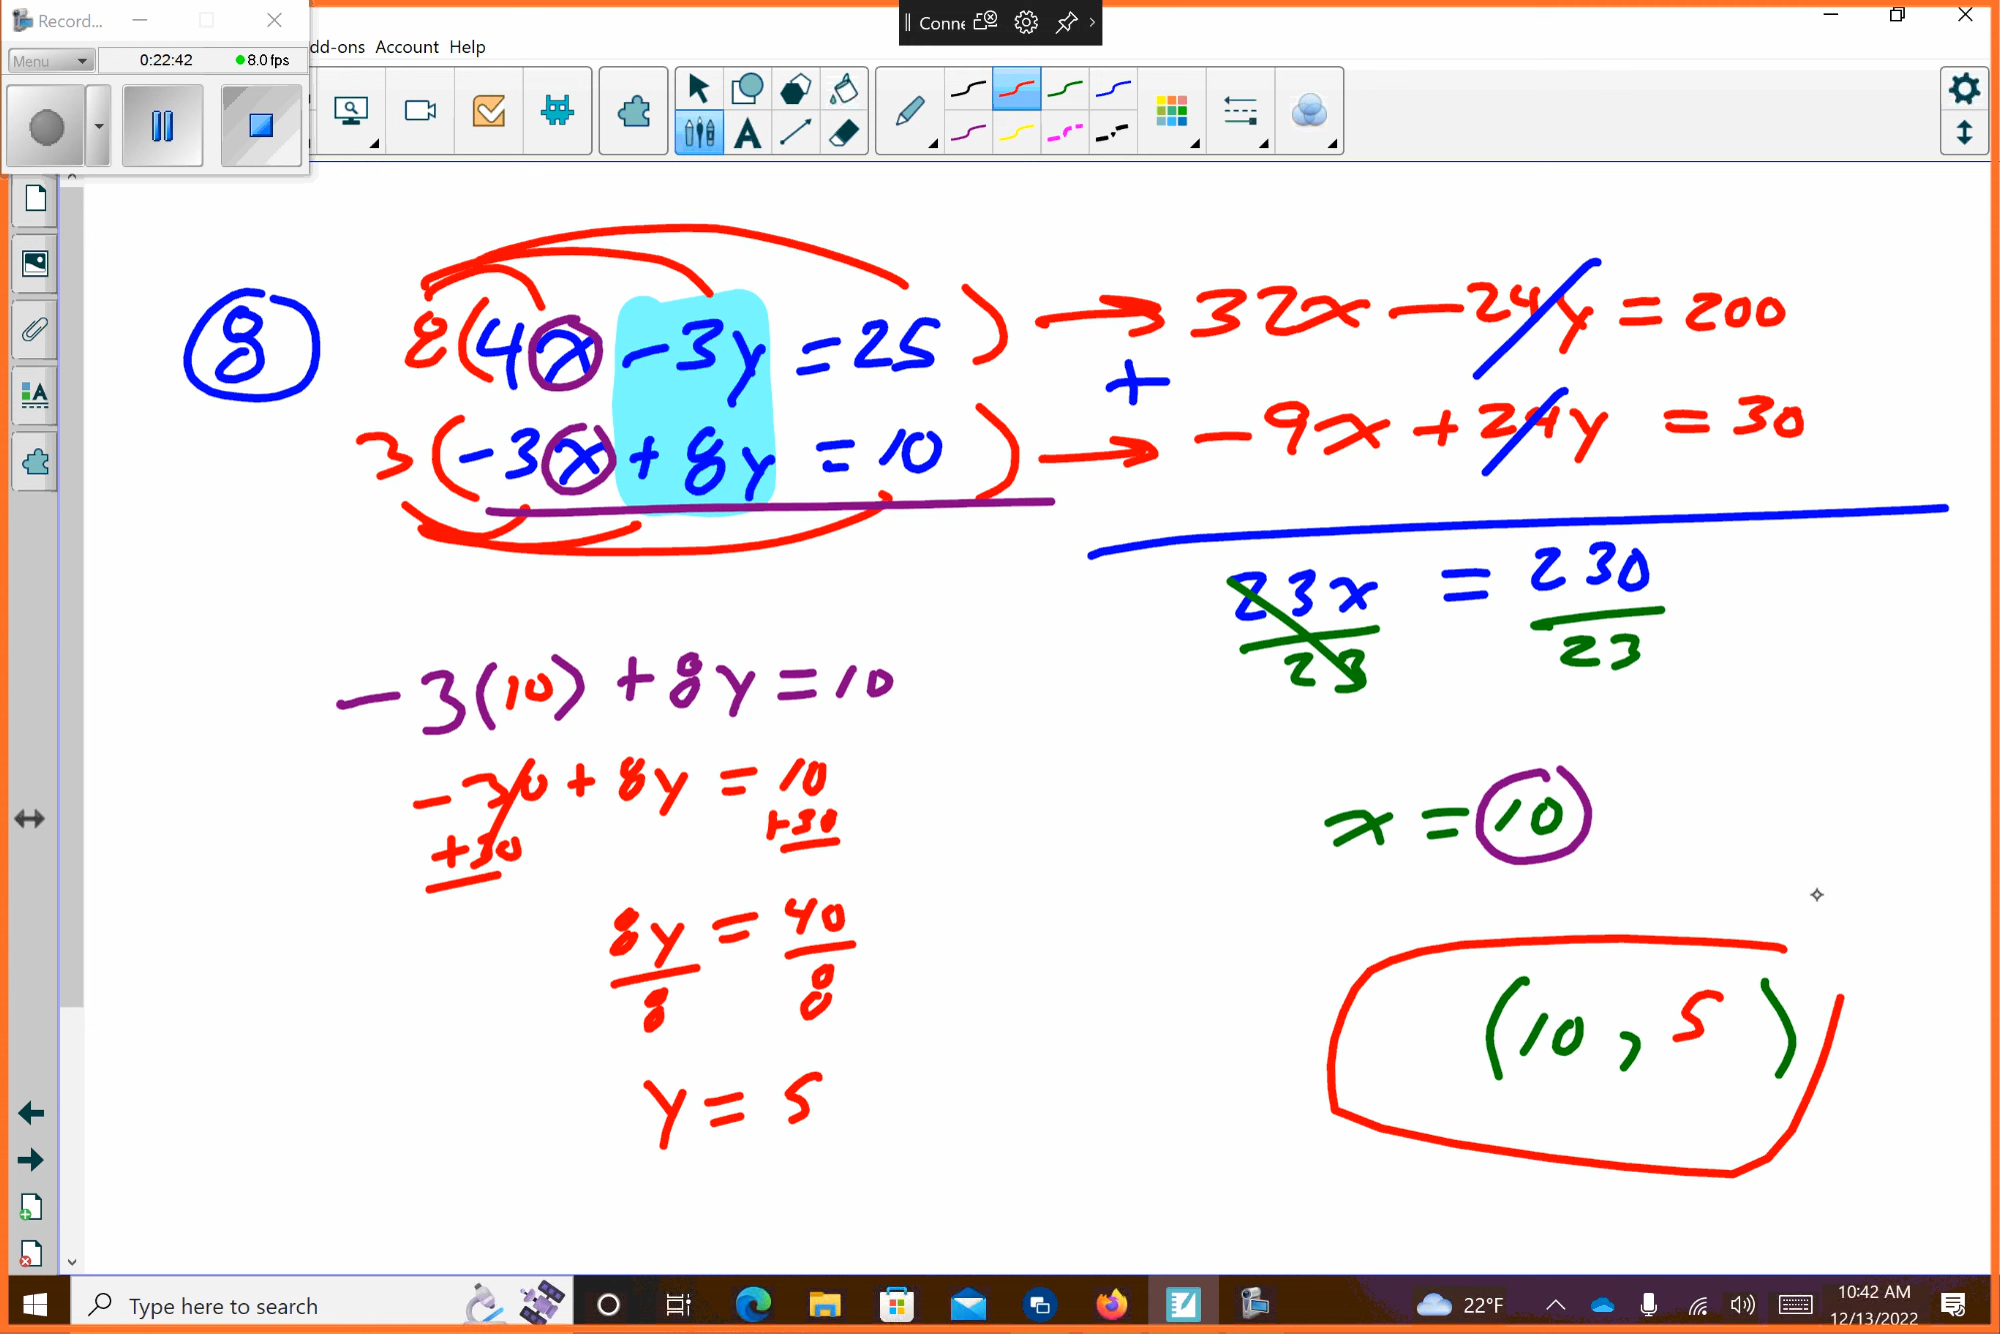 Record...
Conne
Menu 0:22:42 8.0 fps
dd-ons Account Help
8
8(4x - 3y = 25) → 32x - 24y = 200
+
3(-3x + 8y = 10) → -9x + 24y = 30
23x = 230
23 23
-3(10) + 8y = 10
-30 + 8y = 10
+30 +30
x = 10
8y = 40
8 8
(10, 5)
y = 5
Type here to search
22°F
10:42 AM
12/13/2022